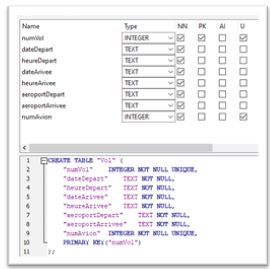 Name Type NN PK AI U
numVol INTEGER
dateDepart TEXT
heureDepart TEXT
dateArivee TEXT
heureArivee TEXT
aeroportDepart TEXT
aeroportArrivee TEXT
numAvion INTEGER
1 CREATE TABLE "Vol" (
2 "numVol" INTEGER NOT NULL UNIQUE,
3 "dateDepart" TEXT NOT NULL,
4 "heureDepart" TEXT NOT NULL,
5 "dateArivee" TEXT NOT NULL,
6 "heureArivee" TEXT NOT NULL,
7 "aeroportDepart" TEXT NOT NULL,
8 "aeroportArrivee" TEXT NOT NULL,
9 "numAvion" INTEGER NOT NULL UNIQUE,
10 PRIMARY KEY("numVol")
11 );